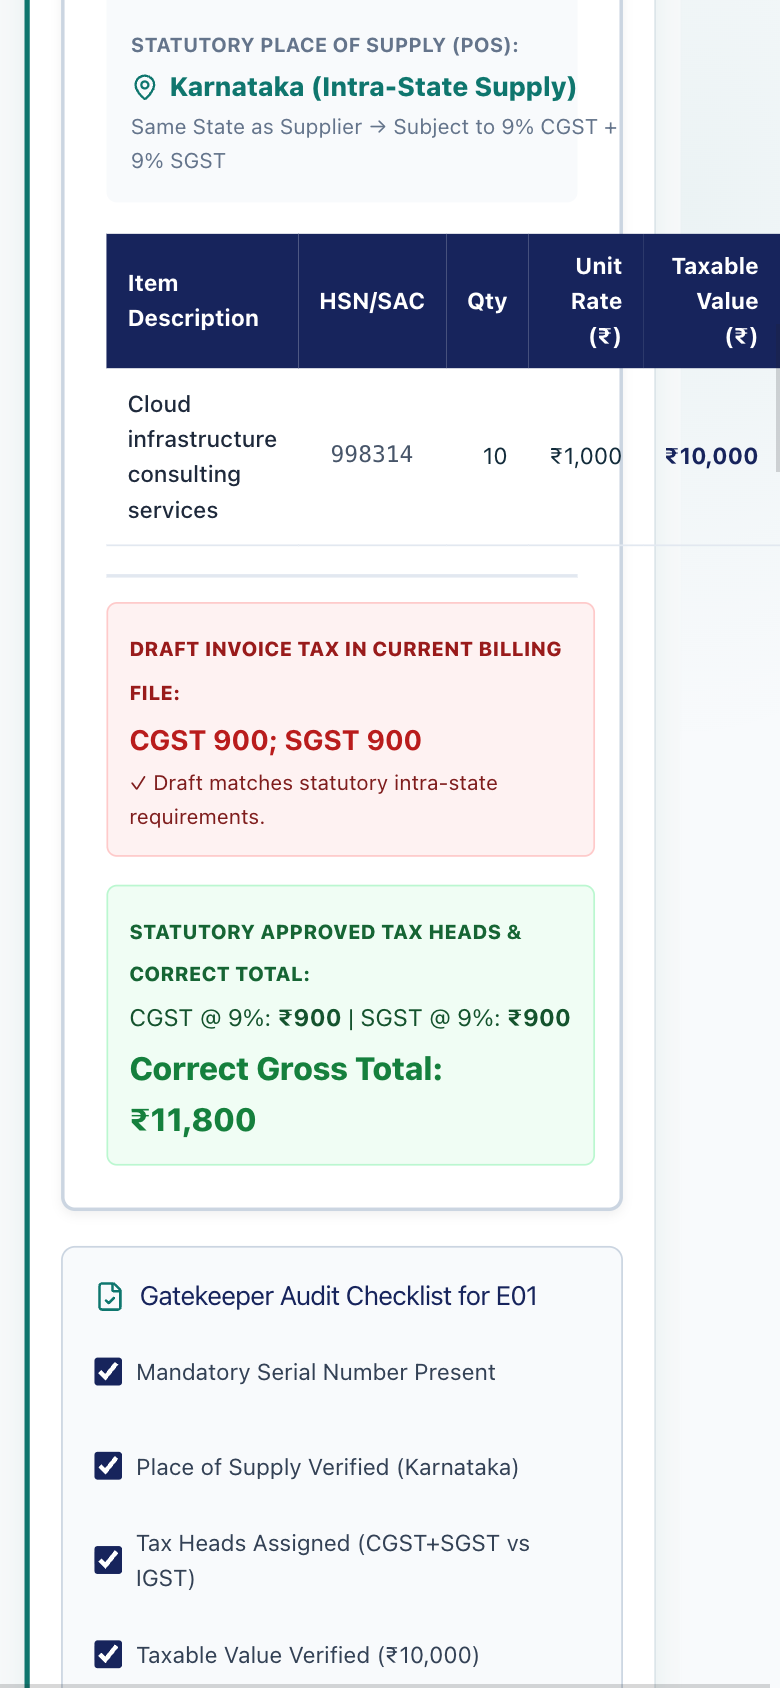 STATUTORY PLACE OF SUPPLY (POS):
Karnataka (Intra-State Supply)
Same State as Supplier → Subject to 9% CGST +
9% SGST
Item Description
HSN/SAC
Qty
Unit Rate (₹)
Taxable Value (₹)
Cloud
infrastructure
consulting
services
998314
10
₹1,000
₹10,000
DRAFT INVOICE TAX IN CURRENT BILLING
FILE:
CGST 900; SGST 900
✓ Draft matches statutory intra-state
requirements.
STATUTORY APPROVED TAX HEADS &
CORRECT TOTAL:
CGST @ 9%: ₹900 | SGST @ 9%: ₹900
Correct Gross Total:
₹11,800
Gatekeeper Audit Checklist for E01
Mandatory Serial Number Present
Place of Supply Verified (Karnataka)
Tax Heads Assigned (CGST+SGST vs
IGST)
Taxable Value Verified (₹10,000)